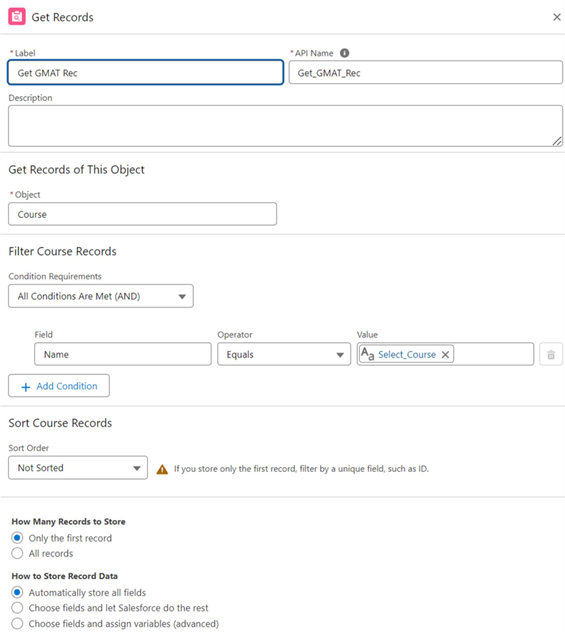 Get Records
* Label
* API Name
Get GMAT Rec
Get_GMAT_Rec
Description
Get Records of This Object
* Object
Course
Filter Course Records
Condition Requirements
All Conditions Are Met (AND)
Field
Operator
Value
Name
Equals
Aa Select_Course
+ Add Condition
Sort Course Records
Sort Order
Not Sorted
If you store only the first record, filter by a unique field, such as ID.
How Many Records to Store
Only the first record
All records
How to Store Record Data
Automatically store all fields
Choose fields and let Salesforce do the rest
Choose fields and assign variables (advanced)